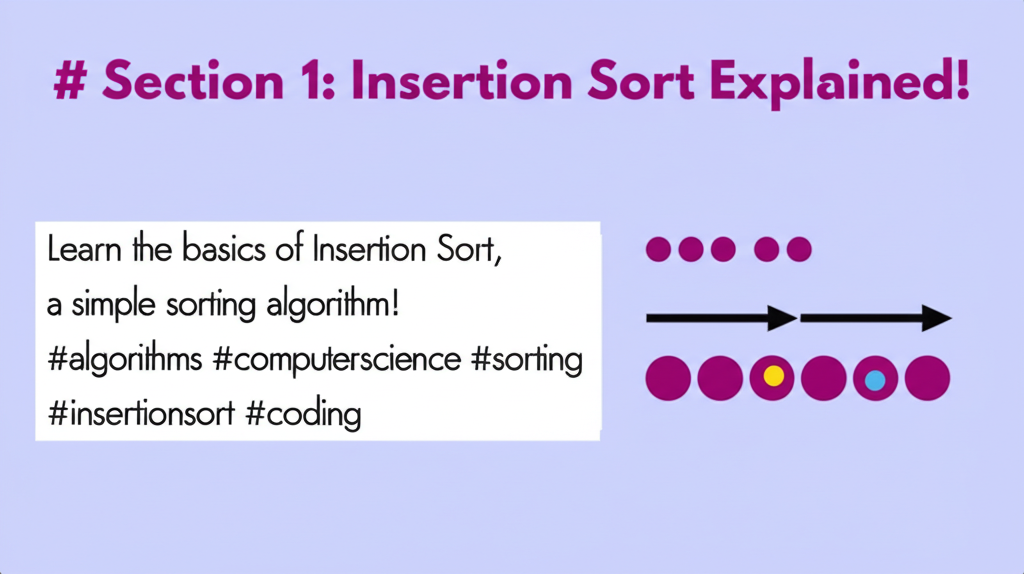 # Section 1: Insertion Sort Explained!
Learn the basics of Insertion Sort,
a simple sorting algorithm!
#algorithms #computerscience #sorting
#insertionsort #coding